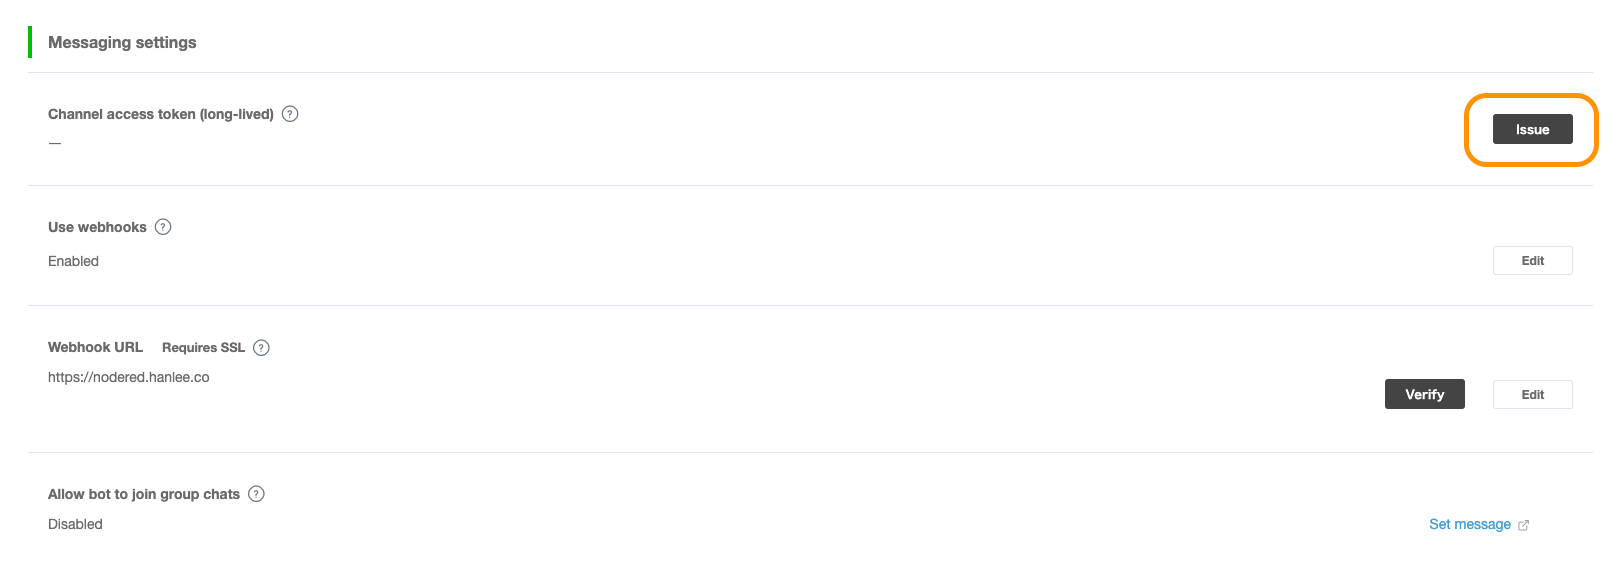 Messaging settings
Channel access token (long-lived) ?
—
Issue
Use webhooks ?
Enabled
Edit
Webhook URL Requires SSL ?
https://nodered.hanlee.co
Verify Edit
Allow bot to join group chats ?
Disabled
Set message